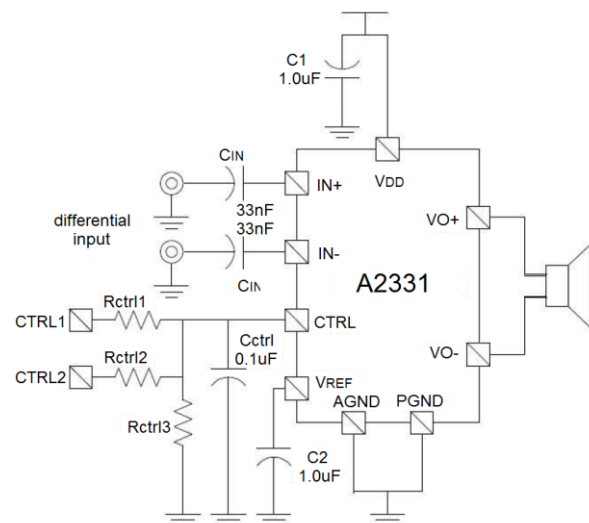 C1
1.0uF
VDD
CIN
IN+
33nF
33nF
VO+
differential
input
IN-
CIN
A2331
Rctrl1
CTRL1
CTRL
Cctrl
0.1uF
VO-
Rctrl2
CTRL2
VREF
AGND
PGND
Rctrl3
C2
1.0uF